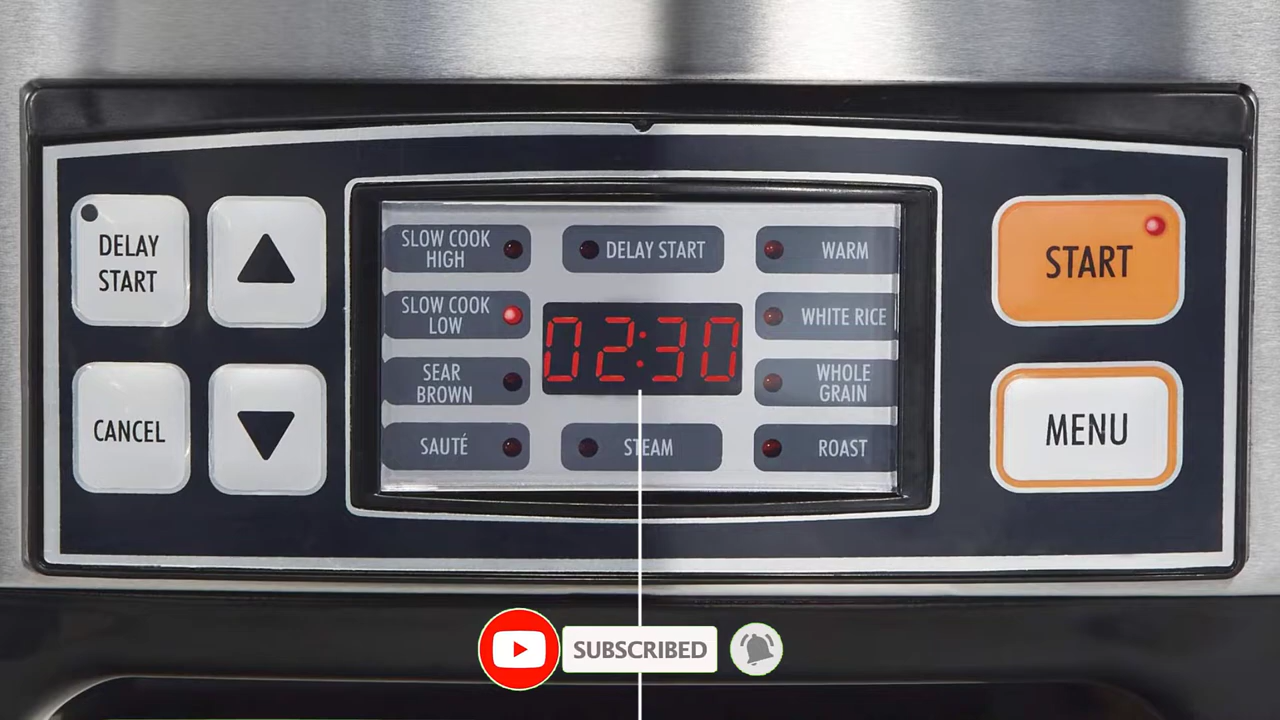 DELAY
START
CANCEL
SLOW COOK
HIGH
SLOW COOK
LOW
SEAR
BROWN
SAUTÉ
DELAY START
02:30
STEAM
WARM
WHITE RICE
WHOLE
GRAIN
ROAST
START
MENU
SUBSCRIBED